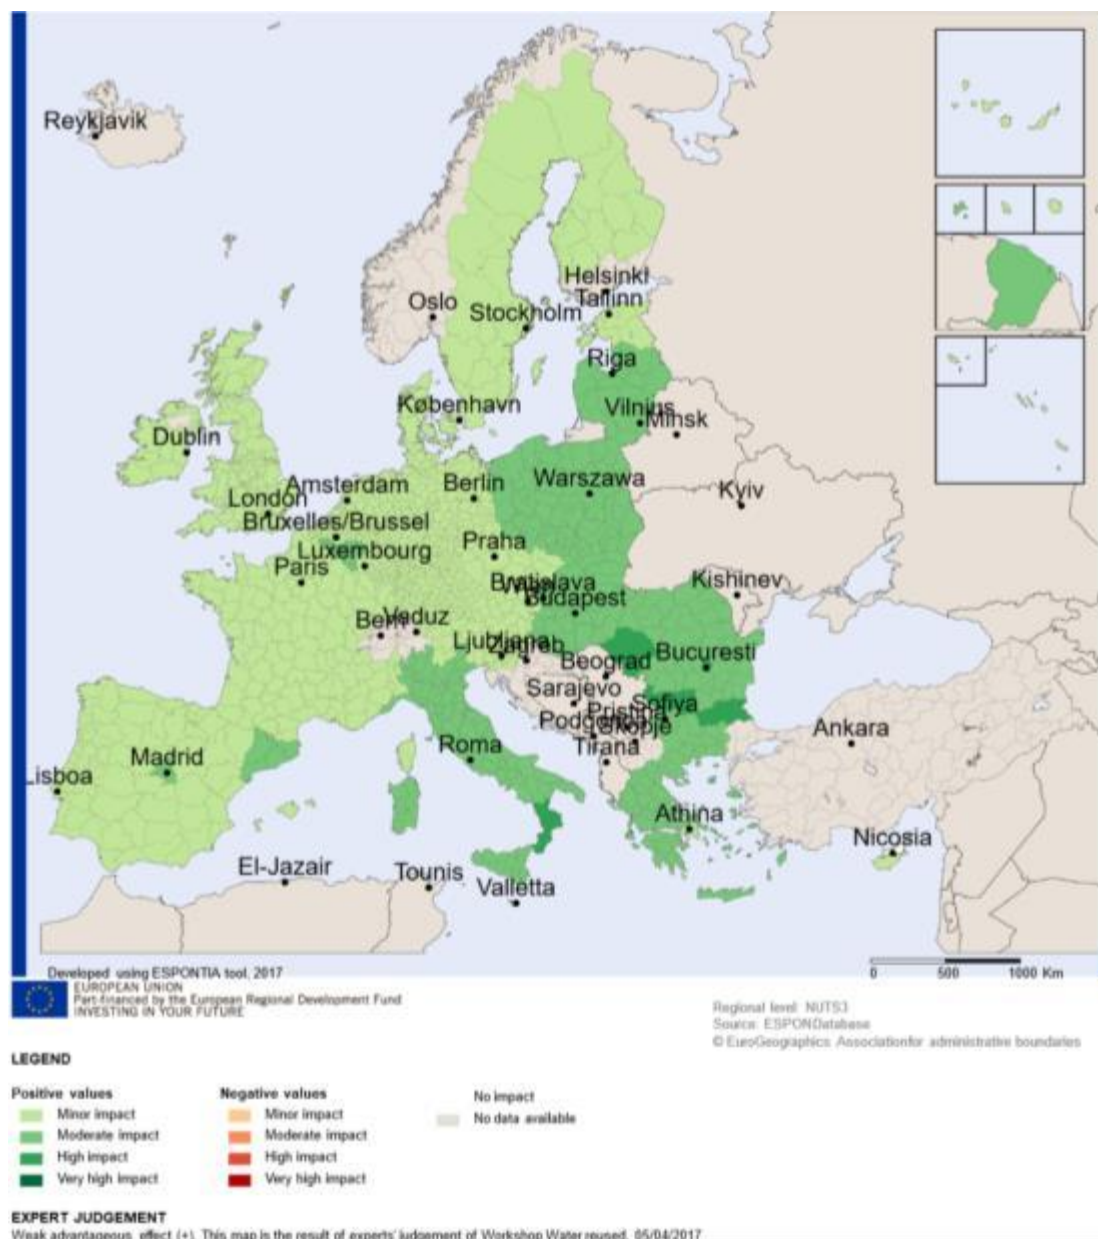 Reykjavik
Helsinki
Tallinn
Oslo
Stockholm
Riga
København
Vilnius
Minsk
Dublin
Amsterdam
Berlin
Warszawa
London
Kyiv
Bruxelles/Brussel
Luxembourg
Praha
Paris
Bratislava
Kishinev
Budapest
Bern
Vaduz
Ljubljana
Zagreb
Beograd
Bucuresti
Sarajevo
Sofiya
Podgorica
Skopje
Madrid
Roma
Tirana
Ankara
Lisboa
Athina
Nicosia
El-Jazair
Tounis
Valletta
Developed using ESPONTIA tool, 2017
0 500 1000 Km
EUROPEAN UNION
Part-financed by the European Regional Development Fund
INVESTING IN YOUR FUTURE
Regional level: NUTS3
Source: ESPONDatabase
© EuroGeographics Associationfor administrative boundaries
LEGEND
Positive values
Minor impact
Moderate impact
High impact
Very high impact
Negative values
Minor impact
Moderate impact
High impact
Very high impact
No impact
No data available
EXPERT JUDGEMENT
Weak advantageous effect (+). This map is the result of experts' judgement of Workshop Water reused, 05/04/2017